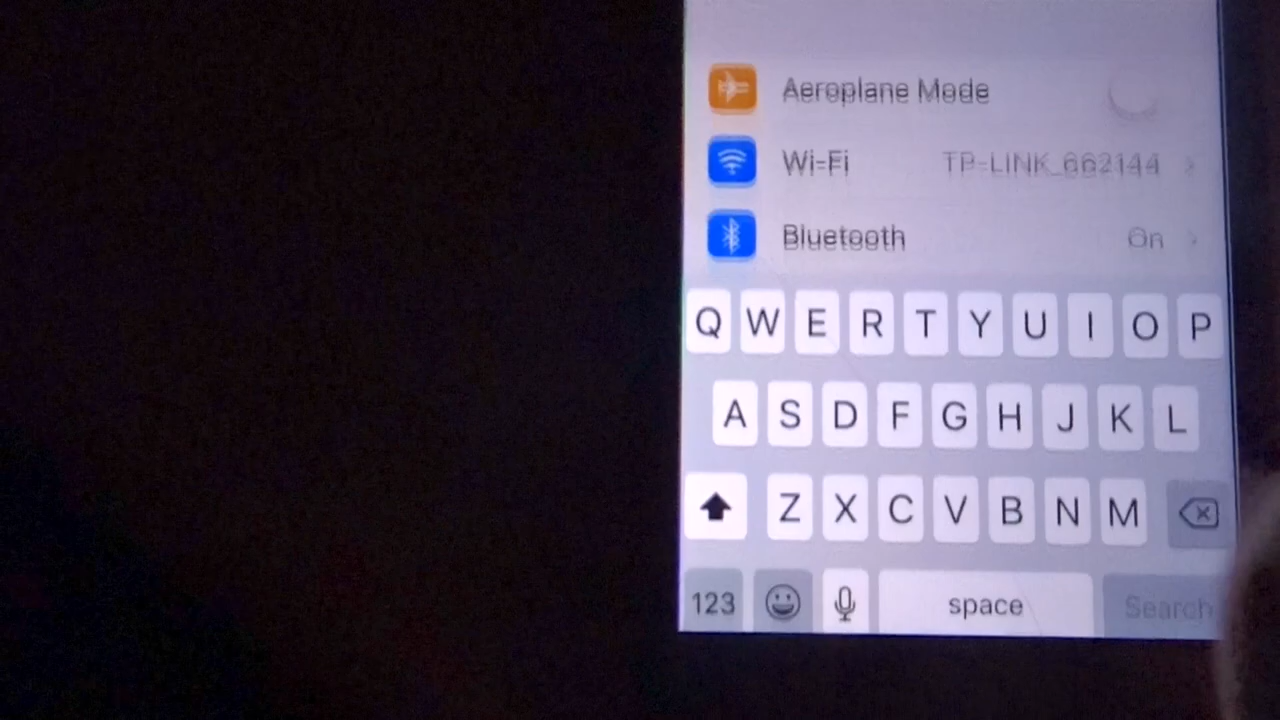 Aeroplane Mode
Wi-Fi TP-LINK_662144
Bluetooth On
Q W E R T Y U I O P
A S D F G H J K L
Z X C V B N M
123 space Search